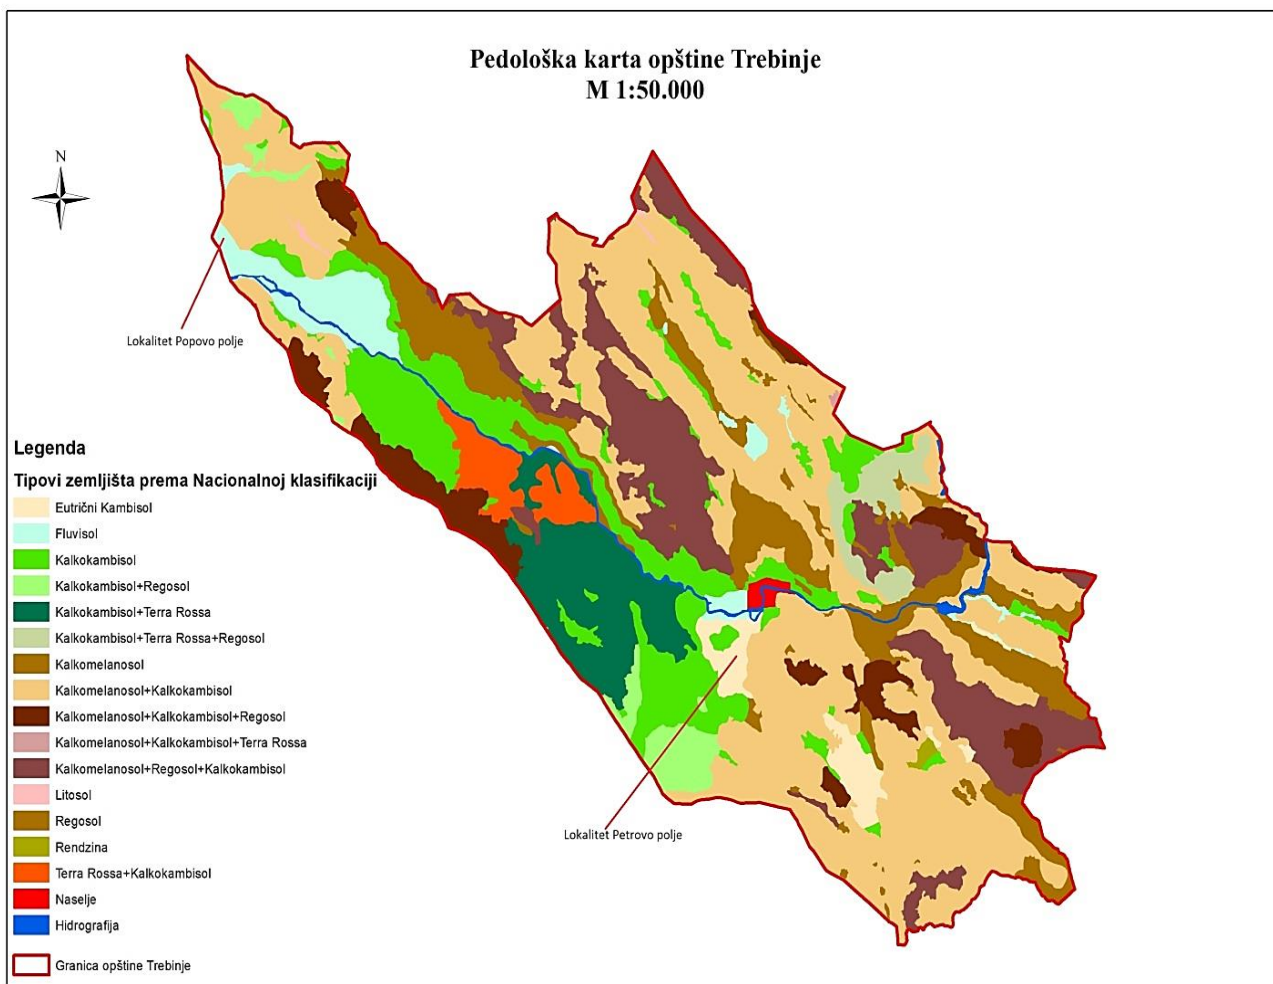 Pedološka karta opštine Trebinje
M 1:50.000
N
Lokalitet Popovo polje
Legenda
Tipovi zemljišta prema Nacionalnoj klasifikaciji
Eutrični Kambisol
Fluvisol
Kalkokambisol
Kalkokambisol+Regosol
Kalkokambisol+Terra Rossa
Kalkokambisol+Terra Rossa+Regosol
Kalkomelanosol
Kalkomelanosol+Kalkokambisol
Kalkomelanosol+Kalkokambisol+Regosol
Kalkomelanosol+Kalkokambisol+Terra Rossa
Kalkomelanosol+Regosol+Kalkokambisol
Litosol
Regosol
Rendzina
Terra Rossa+Kalkokambisol
Naselje
Hidrografija
Granica opštine Trebinje
Lokalitet Petrovo polje